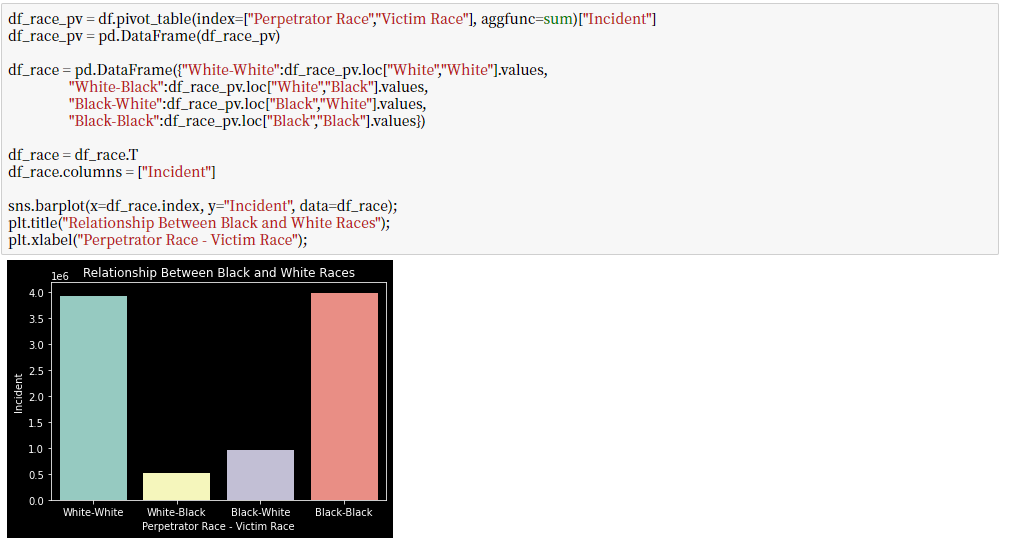 df_race_pv = df.pivot_table(index=["Perpetrator Race","Victim Race"], aggfunc=sum)["Incident"]
df_race_pv = pd.DataFrame(df_race_pv)
df_race = pd.DataFrame({"White-White":df_race_pv.loc["White","White"].values,
"White-Black":df_race_pv.loc["White","Black"].values,
"Black-White":df_race_pv.loc["Black","White"].values,
"Black-Black":df_race_pv.loc["Black","Black"].values})
df_race = df_race.T
df_race.columns = ["Incident"]
sns.barplot(x=df_race.index, y="Incident", data=df_race);
plt.title("Relationship Between Black and White Races");
plt.xlabel("Perpetrator Race - Victim Race");
1e6
Relationship Between Black and White Races
4.0
3.5
3.0
2.5
2.0
1.5
1.0
0.5
0.0
Incident
White-White White-Black Black-White Black-Black
Perpetrator Race - Victim Race